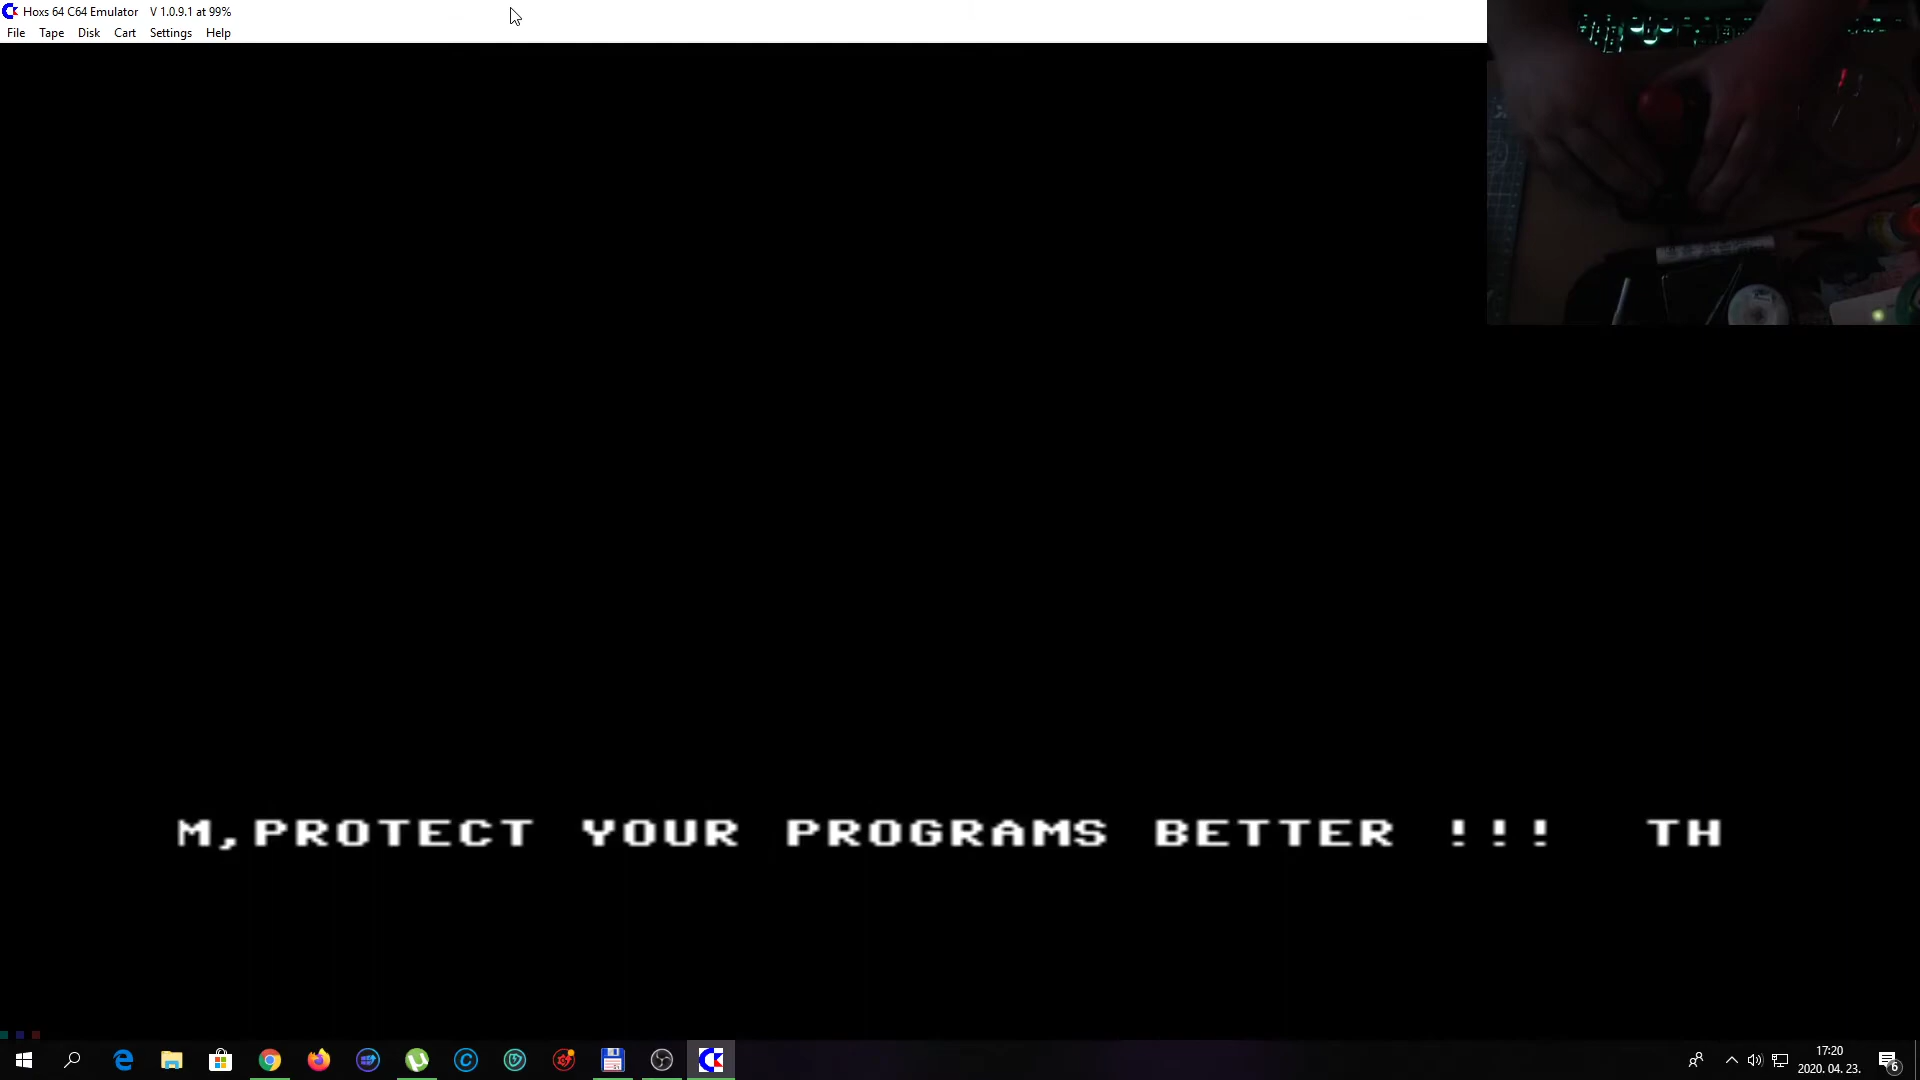 Hoxs 64 C64 Emulator V 1.0.9.1 at 99%
File Tape Disk Cart Settings Help
M,PROTECT YOUR PROGRAMS BETTER !!! TH
17:20
2020. 04. 23.
6